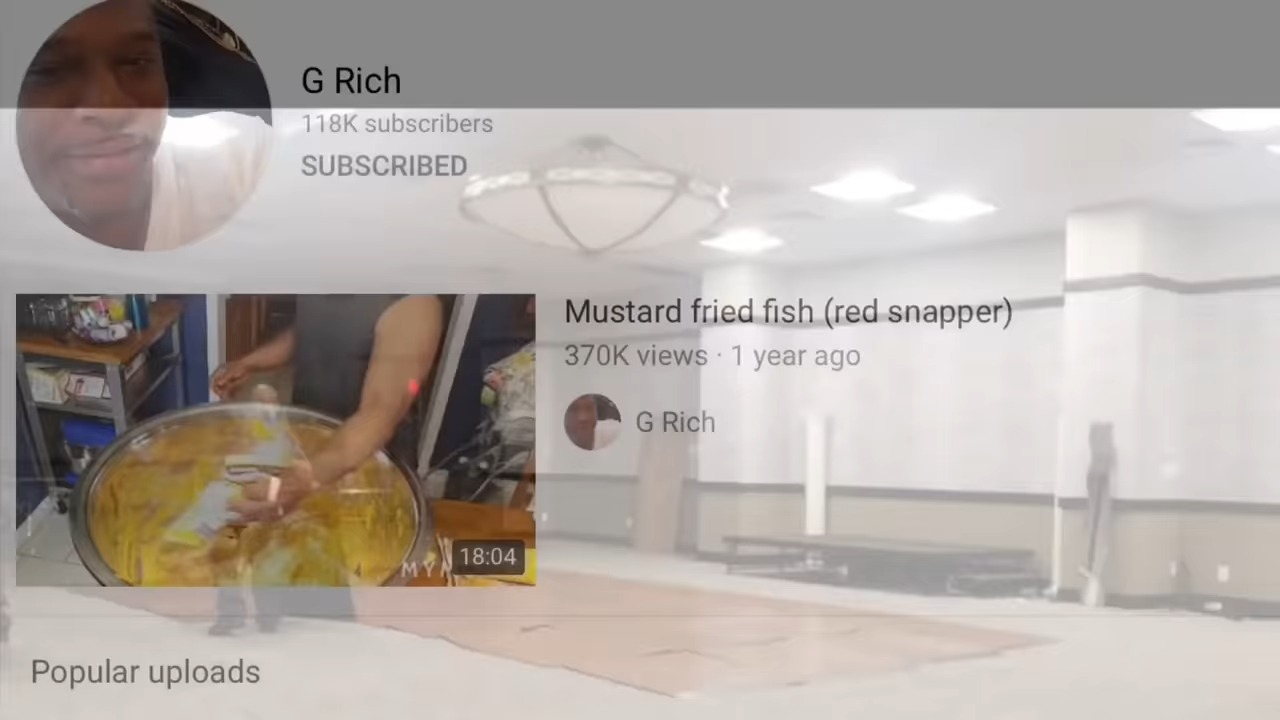 G Rich
118K subscribers
SUBSCRIBED
Mustard fried fish (red snapper)
370K views · 1 year ago
G Rich
18:04
Popular uploads